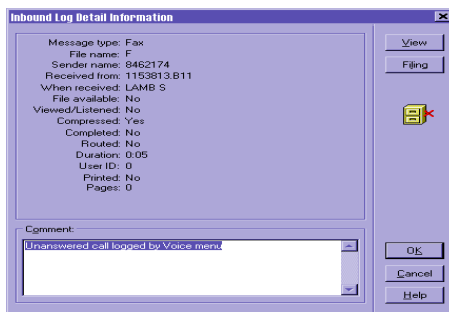 Inbound Log Detail Information
Message type: Fax
File name: F
Sender name: 8462174
Received from: 1153813.B11
When received: LAMB S
File available: No
Viewed/Listened: No
Compressed: Yes
Completed: No
Routed: No
Duration: 0:05
User ID: 0
Printed: No
Pages: 0
Comment:
Unanswered call logged by Voice menu
View
Filing
OK
Cancel
Help